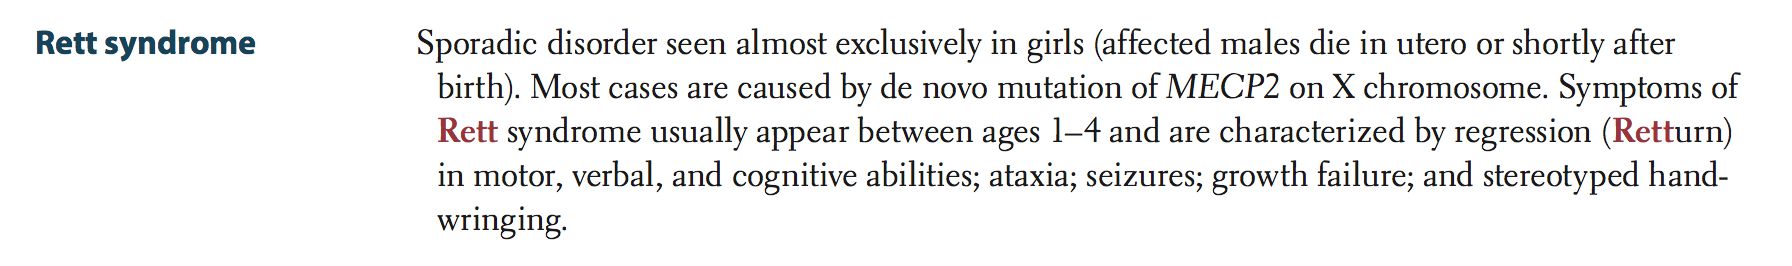 Rett syndrome
Sporadic disorder seen almost exclusively in girls (affected males die in utero or shortly after
birth). Most cases are caused by de novo mutation of MECP2 on X chromosome. Symptoms of
Rett syndrome usually appear between ages 1–4 and are characterized by regression (Retturn)
in motor, verbal, and cognitive abilities; ataxia; seizures; growth failure; and stereotyped hand-
wringing.